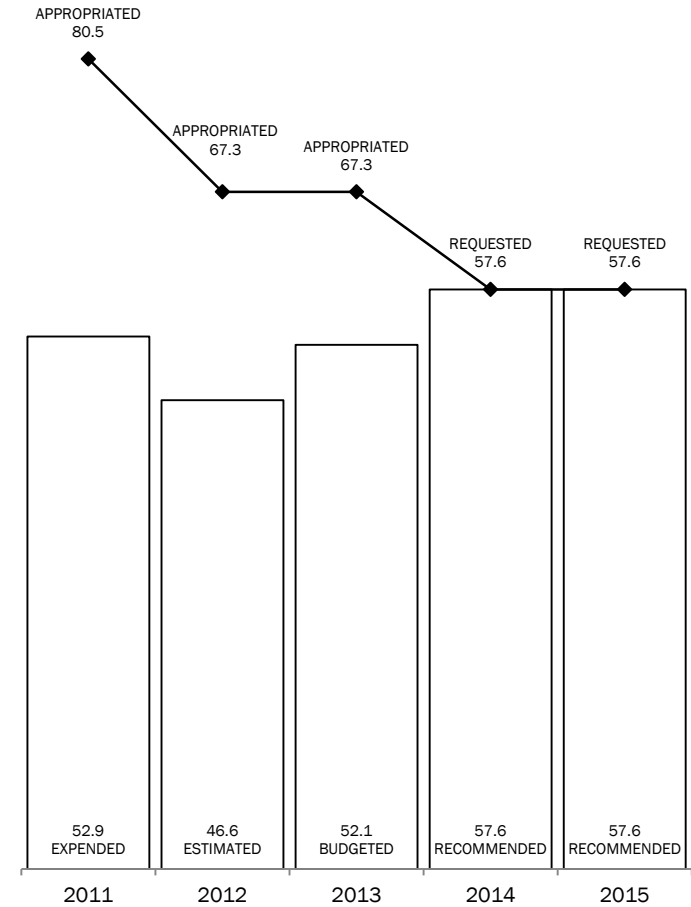 APPROPRIATED
80.5
APPROPRIATED
67.3
APPROPRIATED
67.3
REQUESTED
57.6
REQUESTED
57.6
52.9
EXPENDED
46.6
ESTIMATED
52.1
BUDGETED
57.6
RECOMMENDED
57.6
RECOMMENDED
2011
2012
2013
2014
2015